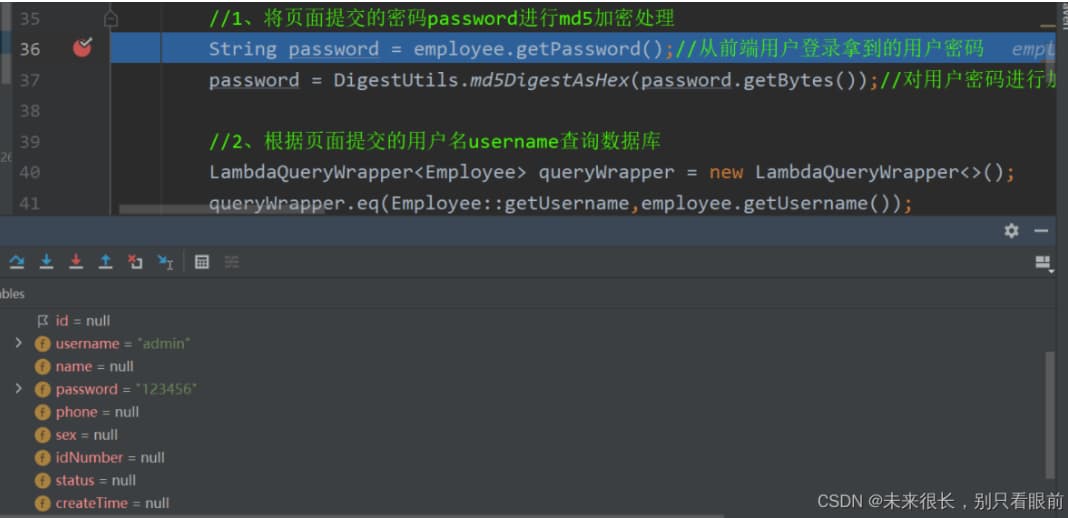 35 //1、将页面提交的密码password进行md5加密处理
36 String password = employee.getPassword();//从前端用户登录拿到的用户密码
37 password = DigestUtils.md5DigestAsHex(password.getBytes());//对用户密码进行
38
39 //2、根据页面提交的用户名username查询数据库
40 LambdaQueryWrapper<Employee> queryWrapper = new LambdaQueryWrapper<>();
41 queryWrapper.eq(Employee::getUsername,employee.getUsername());
id = null
username = "admin"
name = null
password = "123456"
phone = null
sex = null
idNumber = null
status = null
createTime = null
CSDN @未来很长，别只看眼前